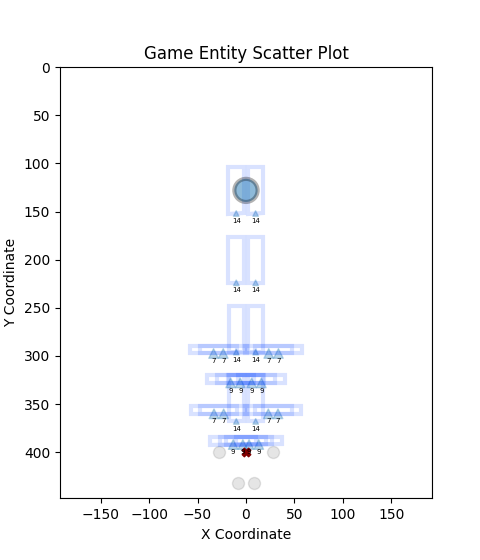 Game Entity Scatter Plot
0
50
100
14 14
150
200
14 14
250
7 7 14 14 7 7
300
9 9 9 9
350
7 7 14 14 7 7
9 9
400
−150 −100 −50 0 50 100 150
X Coordinate
Y Coordinate